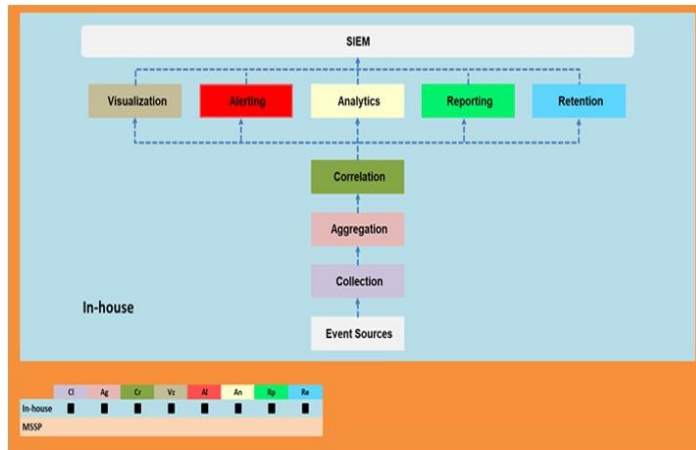 SIEM
Visualization Alerting Analytics Reporting Retention
Correlation
Aggregation
Collection
In-house
Event Sources
Cl Ag Cr Vz Al An Rp Re
In-house
MSSP